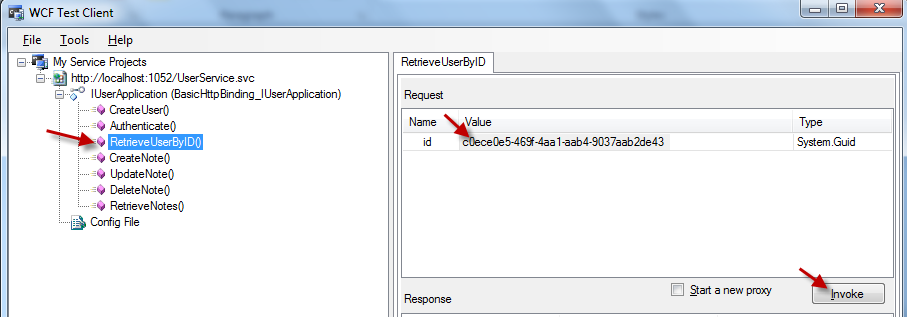 WCF Test Client
File Tools Help
My Service Projects
http://localhost:1052/UserService.svc
IUserApplication (BasicHttpBinding_IUserApplication)
CreateUser()
Authenticate()
RetrieveUserByID()
CreateNote()
UpdateNote()
DeleteNote()
RetrieveNotes()
Config File
RetrieveUserByID
Request
Name Value Type
id c0ece0e5-469f-4aa1-aab4-9037aab2de43 System.Guid
Start a new proxy
Invoke
Response